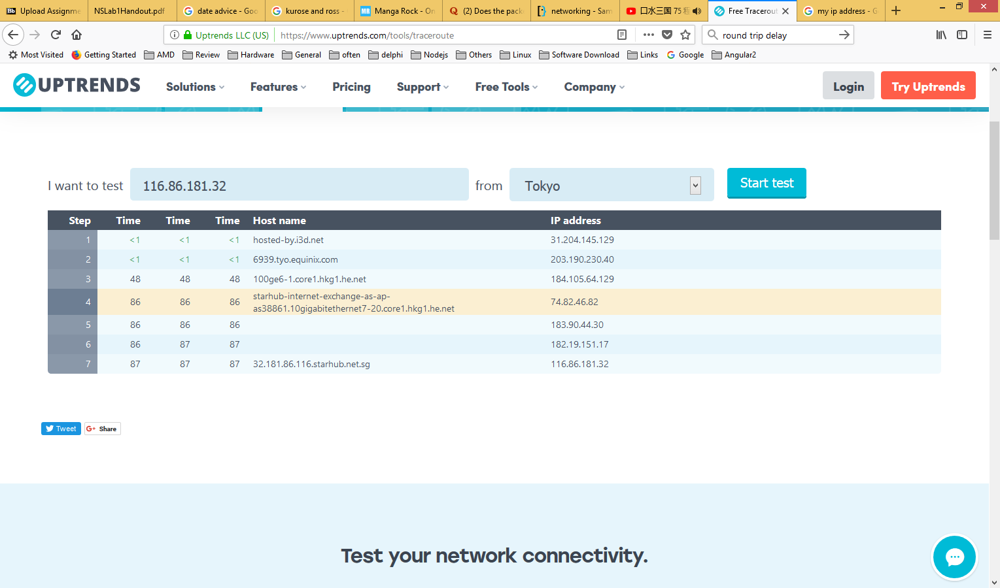 Upload Assignme
NSLab1Handout.pdf
date advice - Goo
kurose and ross -
Manga Rock - On
(2) Does the pack
networking - Sam
口水三国 75 程
Free Tracerout
my ip address - G
Uptrends LLC (US)
https://www.uptrends.com/tools/traceroute
round trip delay
Most Visited
Getting Started
AMD
Review
Hardware
General
often
delphi
Nodejs
Others
Linux
Software Download
Links
Google
Angular2
UPTRENDS
Solutions
Features
Pricing
Support
Free Tools
Company
Login
Try Uptrends
I want to test 116.86.181.32 from Tokyo Start test
Step Time Time Time Host name IP address
1 <1 <1 <1 hosted-by.i3d.net 31.204.145.129
2 <1 <1 <1 6939.tyo.equinix.com 203.190.230.40
3 48 48 48 100ge6-1.core1.hkg1.he.net 184.105.64.129
4 86 86 86 starhub-internet-exchange-as-ap-
as38861.10gigabitethernet7-20.core1.hkg1.he.net 74.82.46.82
5 86 86 86 183.90.44.30
6 86 87 87 182.19.151.17
7 87 87 87 32.181.86.116.starhub.net.sg 116.86.181.32
Tweet
G+ Share
Test your network connectivity.